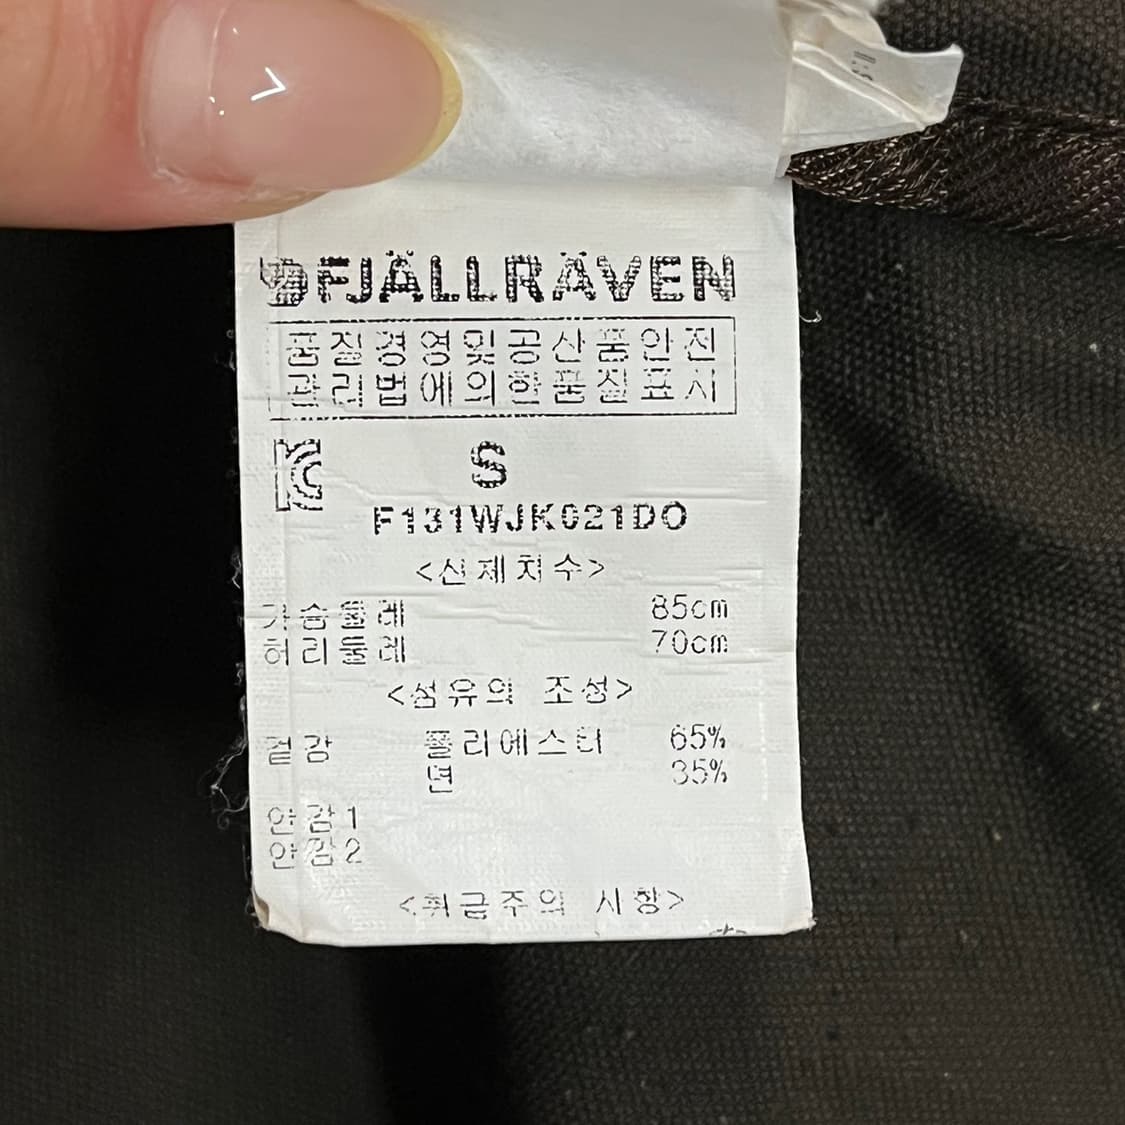 FJÄLLRÄVEN
품질경영및공산품안전
관리법에의한품질표시
S
F131WJK021DO
<신체치수>
가슴둘레 85cm
허리둘레 70cm
<섬유의 조성>
겉감 폴리에스터 65%
면 35%
안감1
안감2
<취급주의 사항>